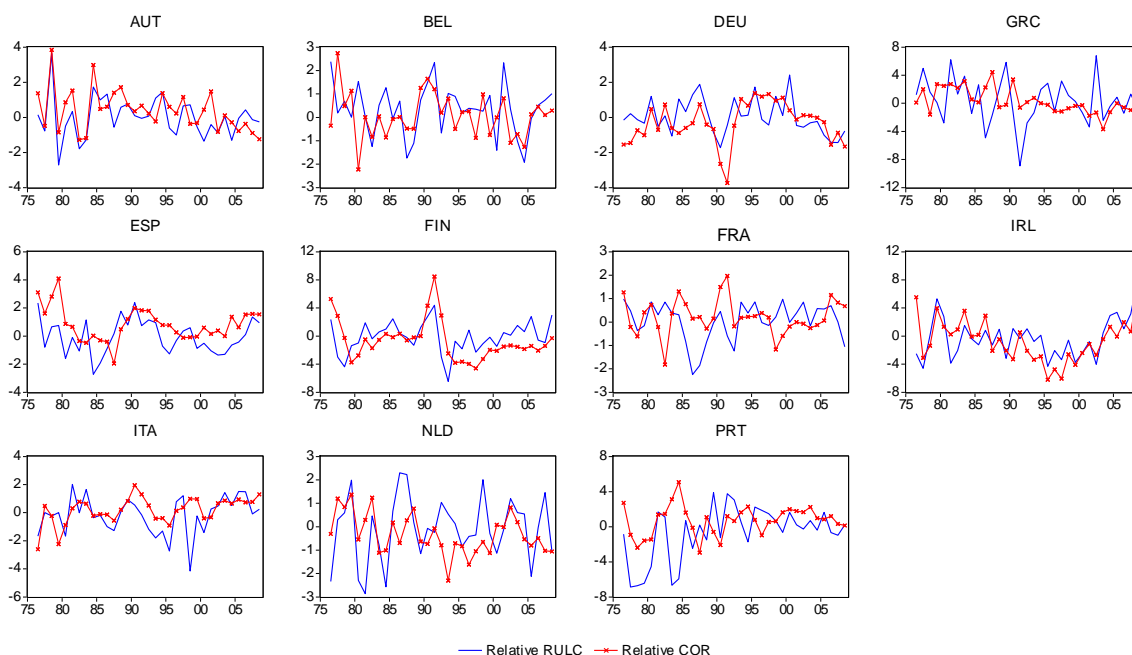 AUT BEL DEU GRC
4 3 4 8
2 2 2 4
1 0
0 0 0 -4
-1
-2 -2 -2 -8
-4 -3 -4 -12
75 80 85 90 95 00 05 75 80 85 90 95 00 05 75 80 85 90 95 00 05 75 80 85 90 95 00 05
ESP FIN FRA IRL
6 12 3 12
4 8 2 8
2 4 1 4
0 0 0 0
-2 -4 -1 -4
-2
-4 -8 -3 -8
75 80 85 90 95 00 05 75 80 85 90 95 00 05 75 80 85 90 95 00 05 75 80 85 90 95 00 05
ITA NLD PRT
4 3 8
2 2 4
0 1
-2 0 0
-1
-4 -2 -4
-6 -3 -8
75 80 85 90 95 00 05 75 80 85 90 95 00 05 75 80 85 90 95 00 05
Relative RULC Relative COR